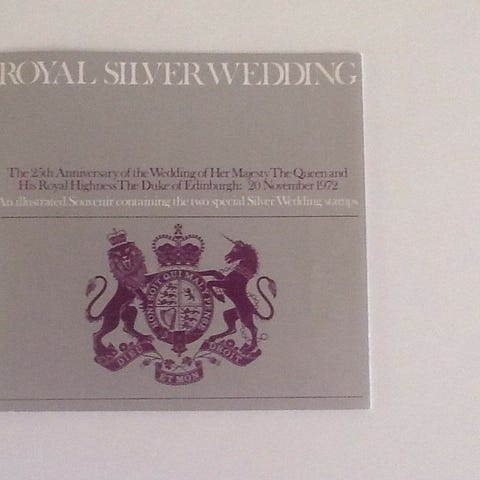 ROYAL SILVER WEDDING
The 25th Anniversary of the Wedding of Her Majesty The Queen and
His Royal Highness The Duke of Edinburgh: 20 November 1972
An illustrated Souvenir containing the two special Silver Wedding stamps
HONI SOIT QUI MAL Y PENSE
DIEU ET MON DROIT